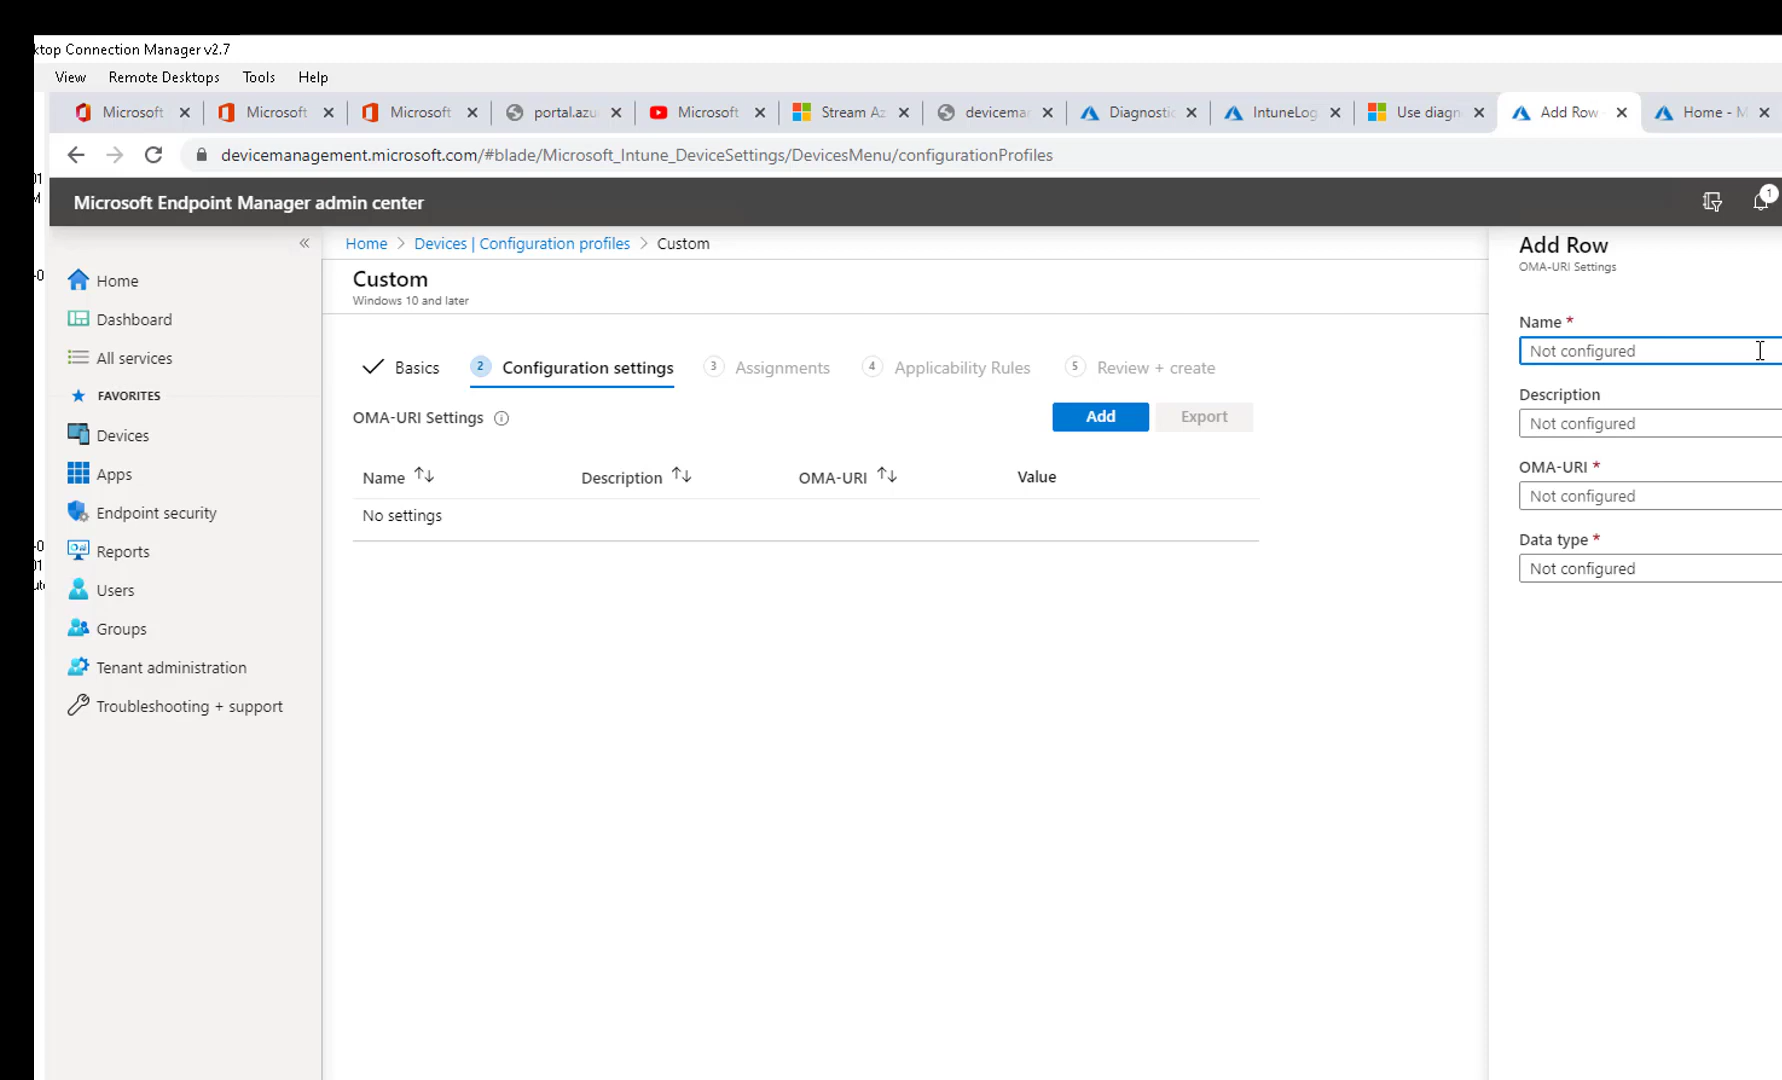 ktop Connection Manager v2.7
View Remote Desktops Tools Help
Microsoft Microsoft Microsoft portal.azu Microsoft Stream Az devicemar Diagnostic IntuneLog Use diagn Add Row Home - M
devicemanagement.microsoft.com/#blade/Microsoft_Intune_DeviceSettings/DevicesMenu/configurationProfiles
Microsoft Endpoint Manager admin center
1
Home > Devices | Configuration profiles > Custom
Custom
Windows 10 and later
Home
Dashboard
All services
FAVORITES
Devices
Apps
Endpoint security
Reports
Users
Groups
Tenant administration
Troubleshooting + support
Basics 2 Configuration settings 3 Assignments 4 Applicability Rules 5 Review + create
OMA-URI Settings
Add Export
Name Description OMA-URI Value
No settings
Add Row
OMA-URI Settings
Name *
Not configured
Description
Not configured
OMA-URI *
Not configured
Data type *
Not configured